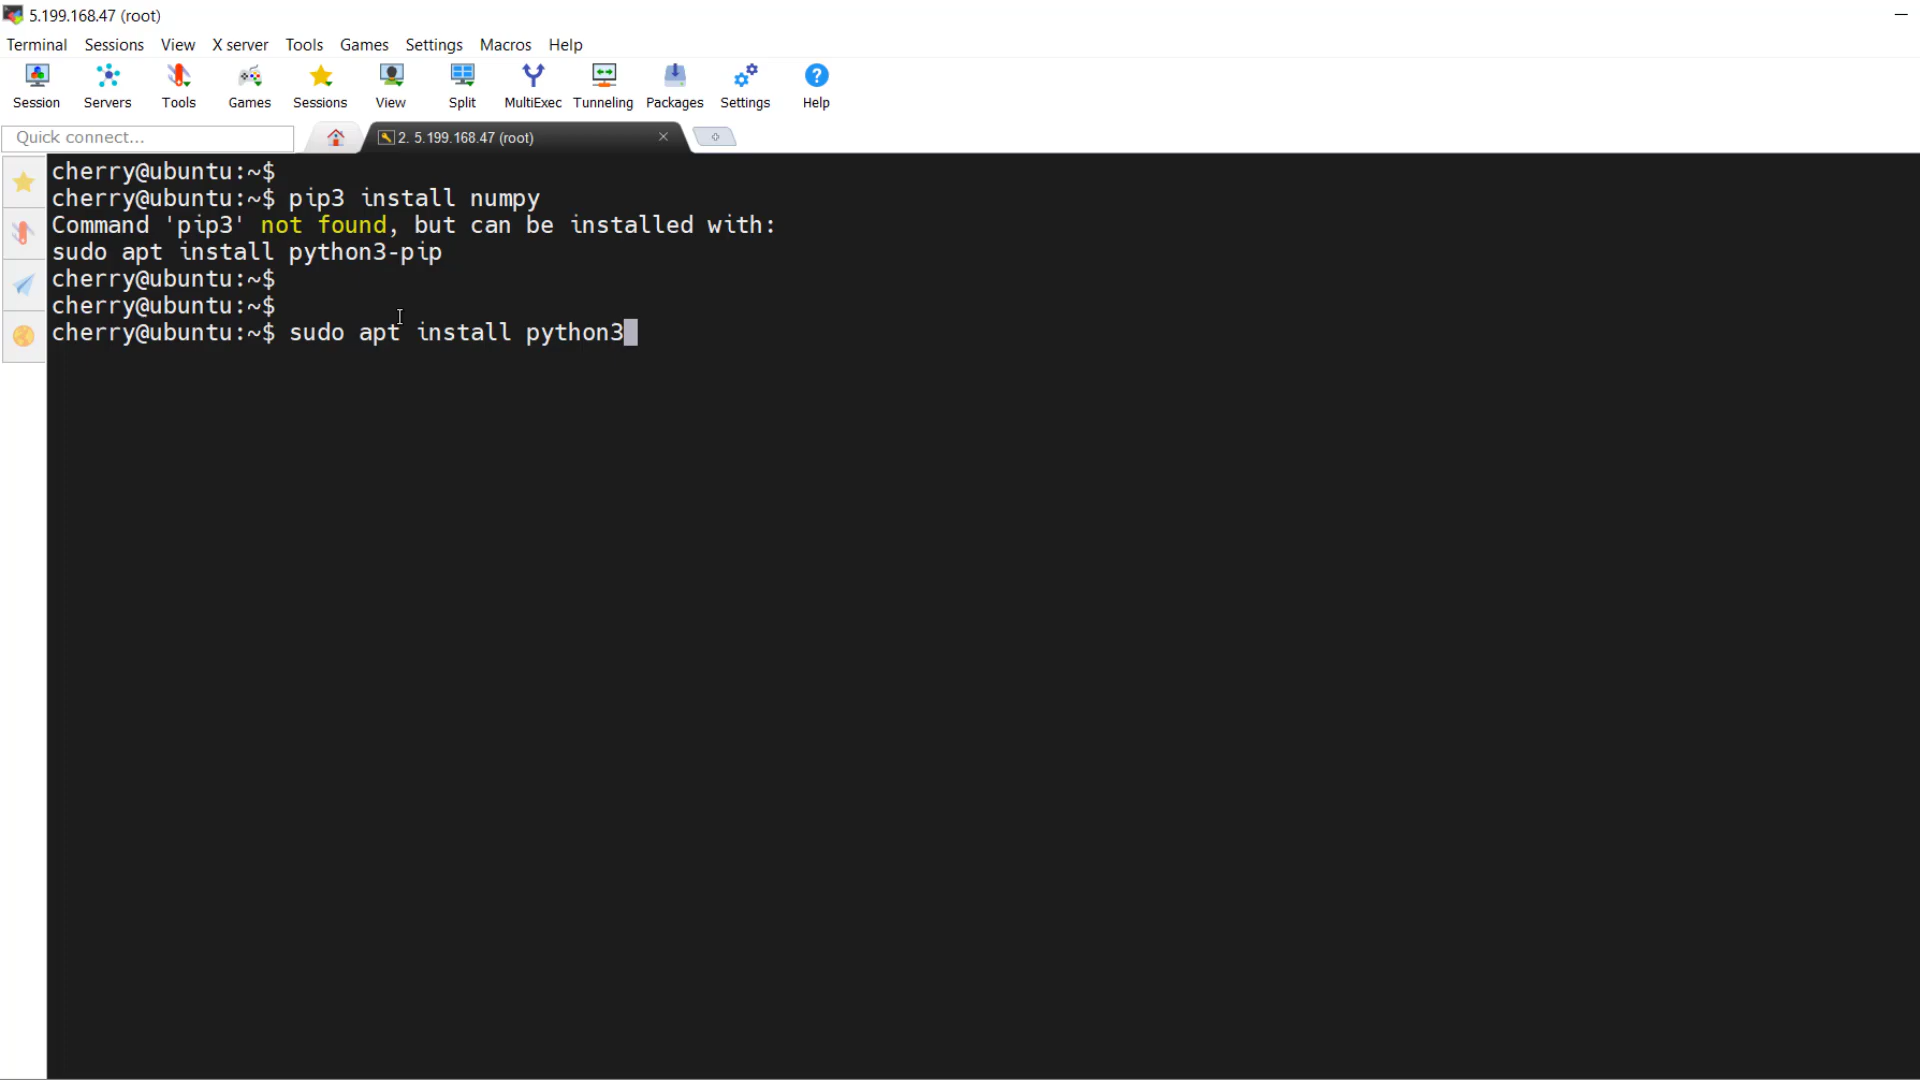 5.199.168.47 (root)
Terminal Sessions View X server Tools Games Settings Macros Help
Session Servers Tools Games Sessions View Split MultiExec Tunneling Packages Settings Help
Quick connect... 2. 5.199.168.47 (root)
cherry@ubuntu:~$
cherry@ubuntu:~$ pip3 install numpy
Command 'pip3' not found, but can be installed with:
sudo apt install python3-pip
cherry@ubuntu:~$
cherry@ubuntu:~$
cherry@ubuntu:~$ sudo apt install python3